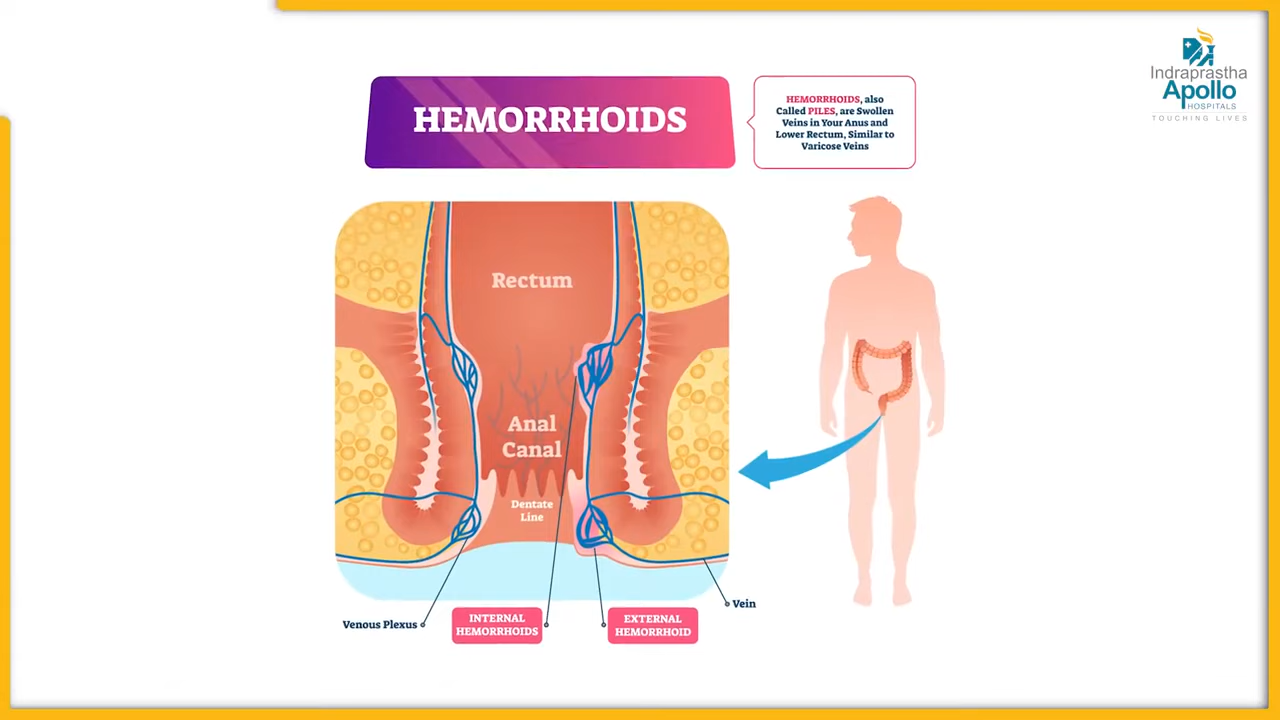 Indraprastha
Apollo
HOSPITALS
TOUCHING LIVES
HEMORRHOIDS
HEMORRHOIDS, also
Called PILES, are Swollen
Veins in Your Anus and
Lower Rectum, Similar to
Varicose Veins
Rectum
Anal
Canal
Dentate
Line
Vein
Venous Plexus
INTERNAL
HEMORRHOIDS
EXTERNAL
HEMORRHOID